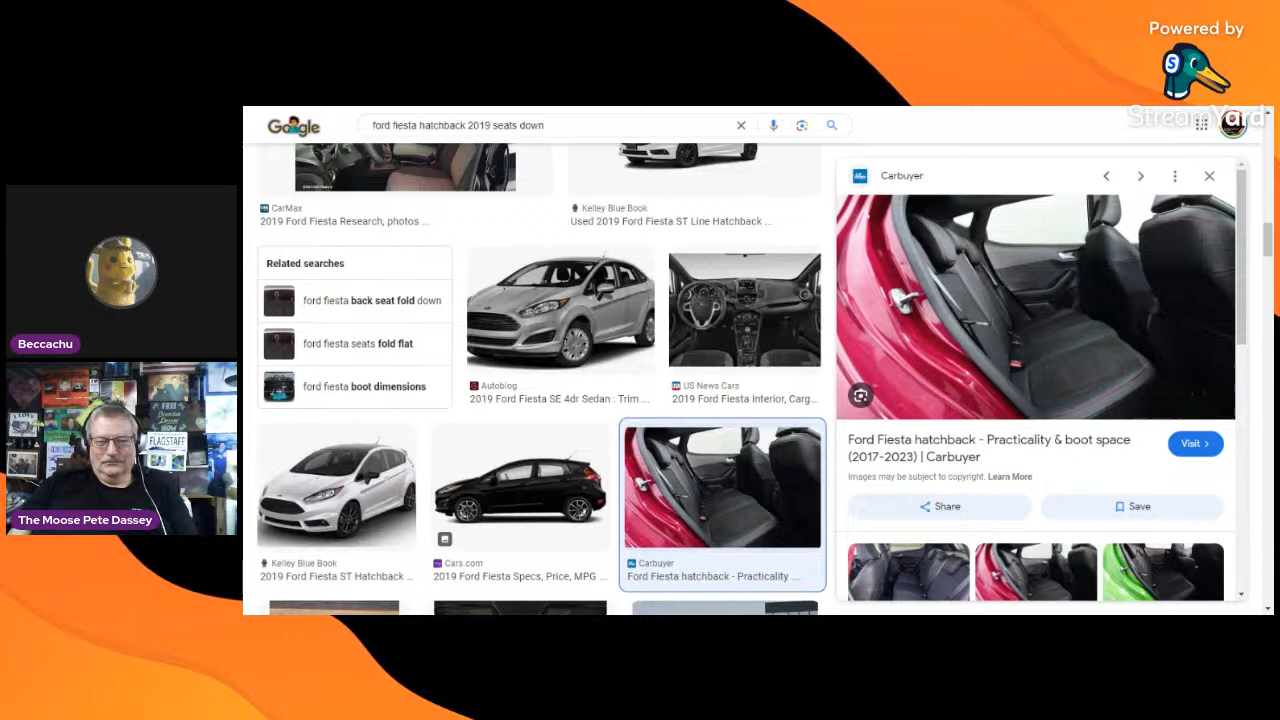 Powered by
StreamYard
Google
ford fiesta hatchback 2019 seats down
CarMax
2019 Ford Fiesta Research, photos ...
Kelley Blue Book
Used 2019 Ford Fiesta ST Line Hatchback ...
Related searches
ford fiesta back seat fold down
ford fiesta seats fold flat
ford fiesta boot dimensions
Autoblog
2019 Ford Fiesta SE 4dr Sedan : Trim ...
US News Cars
2019 Ford Fiesta Interior, Carg...
Kelley Blue Book
2019 Ford Fiesta ST Hatchback ...
Cars.com
2019 Ford Fiesta Specs, Price, MPG ...
Carbuyer
Ford Fiesta hatchback - Practicality ...
Carbuyer
Ford Fiesta hatchback - Practicality & boot space
(2017-2023) | Carbuyer
Visit
Images may be subject to copyright. Learn More
Share
Save
Beccachu
I LOVE
FREE
FLAGSTAFF
The Moose Pete Dassey